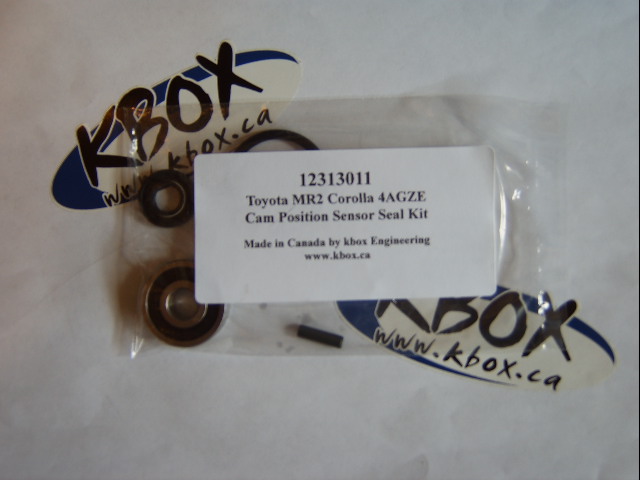 KBOX
www.kbox.ca
12313011
Toyota MR2 Corolla 4AGZE
Cam Position Sensor Seal Kit
Made in Canada by kbox Engineering
www.kbox.ca
KBOX
www.kbox.ca